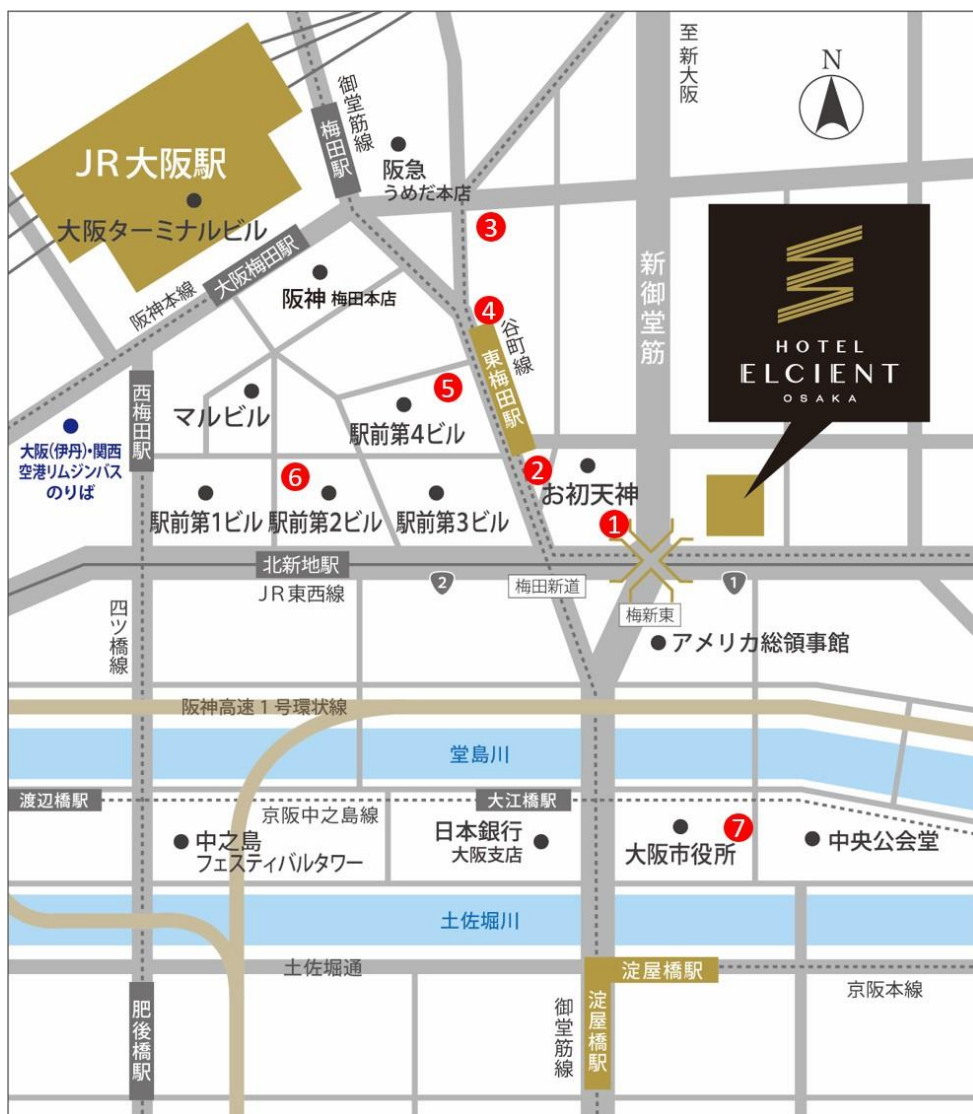 至 新大阪
N
御堂筋線
梅田駅
JR 大阪駅
大阪ターミナルビル
阪急
うめだ本店
3
阪神本線
大阪梅田駅
阪神 梅田本店
新御堂筋
HOTEL
ELCIENT
OSAKA
4
谷町線
東梅田駅
西梅田駅
マルビル
5
駅前第4ビル
大阪(伊丹)・関西
空港リムジンバス
のりば
2
お初天神
6
駅前第1ビル
駅前第2ビル
駅前第3ビル
1
北新地駅
JR東西線
2
梅田新道
1
梅新東
四ツ橋線
アメリカ総領事館
阪神高速1号環状線
堂島川
渡辺橋駅
京阪中之島線
大江橋駅
中之島
フェスティバルタワー
日本銀行
大阪支店
7
大阪市役所
中央公会堂
土佐堀川
土佐堀通
淀屋橋駅
京阪本線
肥後橋駅
御堂筋線
淀屋橋駅